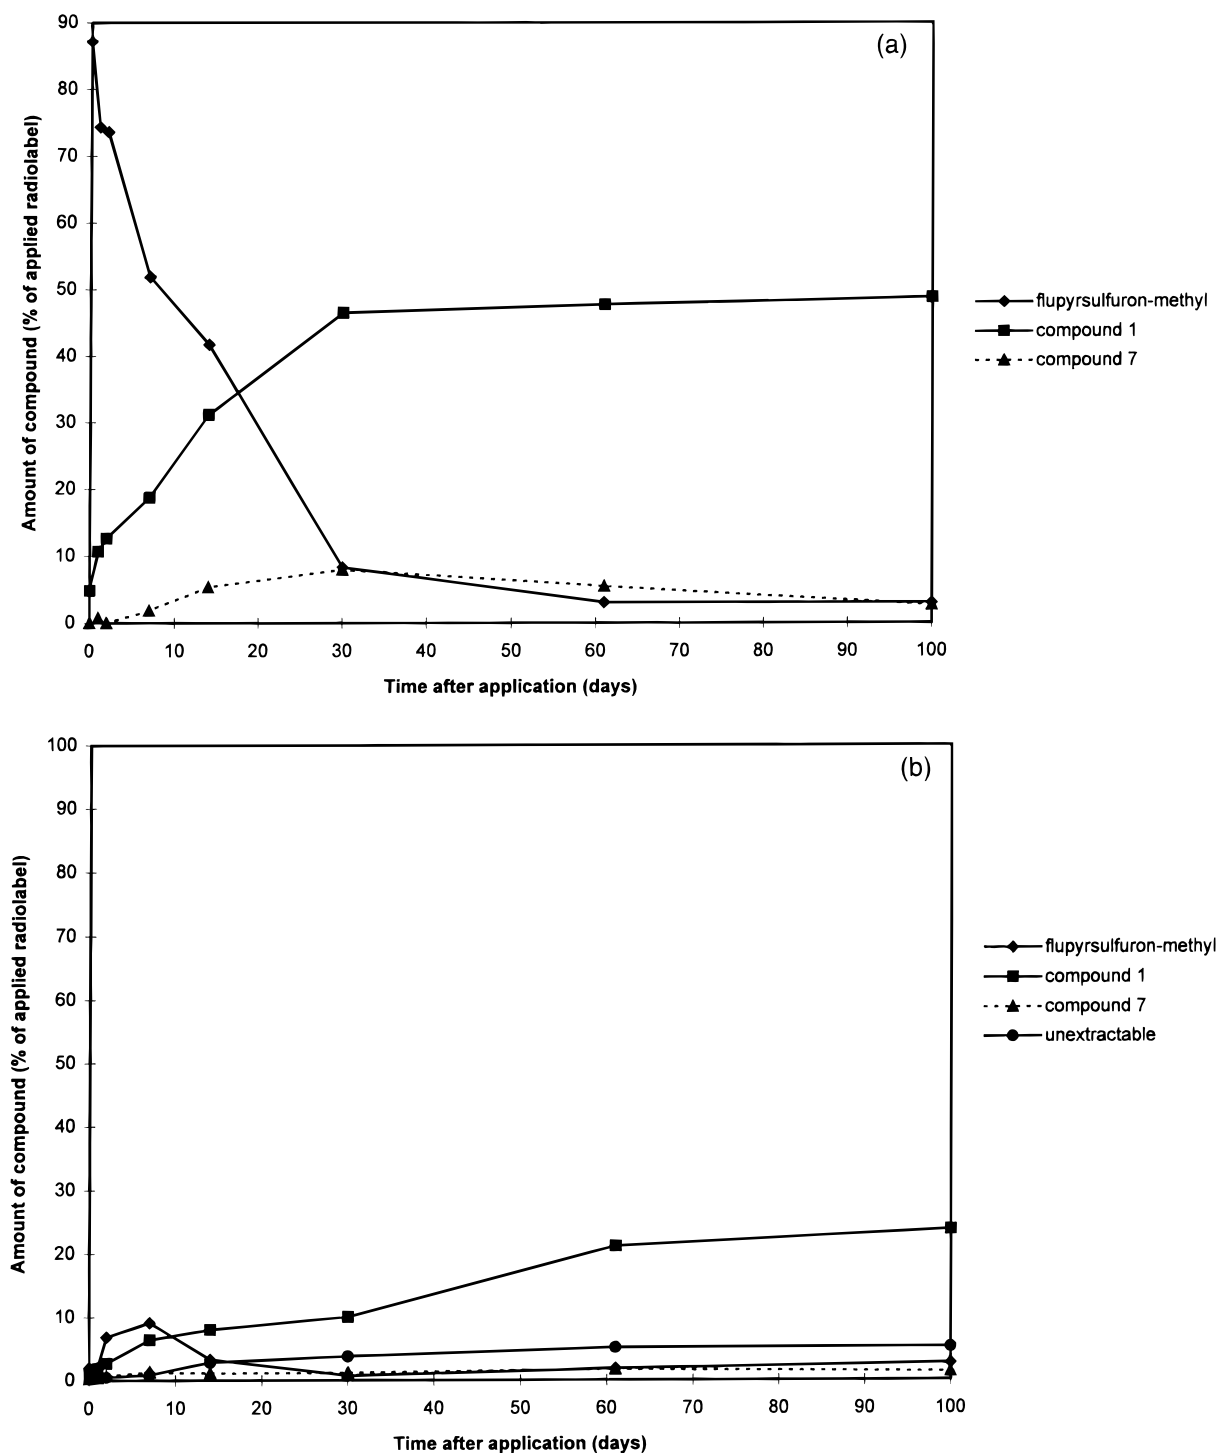 (a)
90
80
70
60
50
40
30
20
10
0
Amount of compound (% of applied radiolabel)
0 10 20 30 40 50 60 70 80 90 100
Time after application (days)
flupyrsulfuron-methyl
compound 1
compound 7
(b)
100
90
80
70
60
50
40
30
20
10
0
Amount of compound (% of applied radiolabel)
0 10 20 30 40 50 60 70 80 90 100
Time after application (days)
flupyrsulfuron-methyl
compound 1
compound 7
unextractable